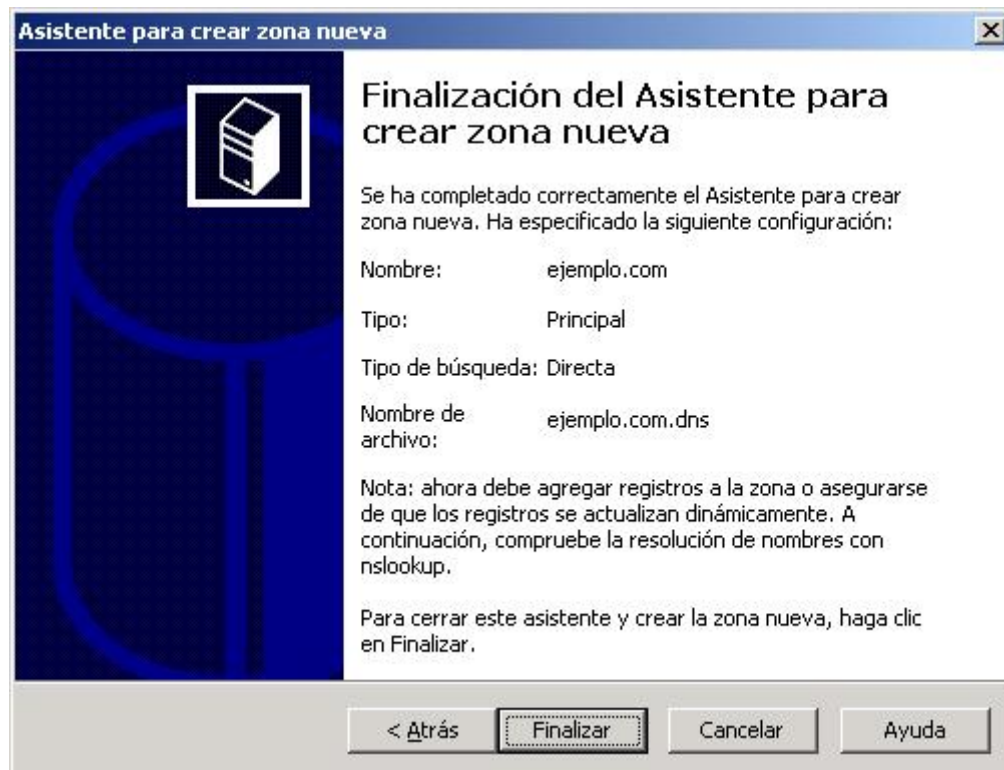 Asistente para crear zona nueva
Finalización del Asistente para
crear zona nueva
Se ha completado correctamente el Asistente para crear
zona nueva. Ha especificado la siguiente configuración:
Nombre: ejemplo.com
Tipo: Principal
Tipo de búsqueda: Directa
Nombre de
archivo: ejemplo.com.dns
Nota: ahora debe agregar registros a la zona o asegurarse
de que los registros se actualizan dinámicamente. A
continuación, compruebe la resolución de nombres con
nslookup.
Para cerrar este asistente y crear la zona nueva, haga clic
en Finalizar.
< Atrás Finalizar Cancelar Ayuda